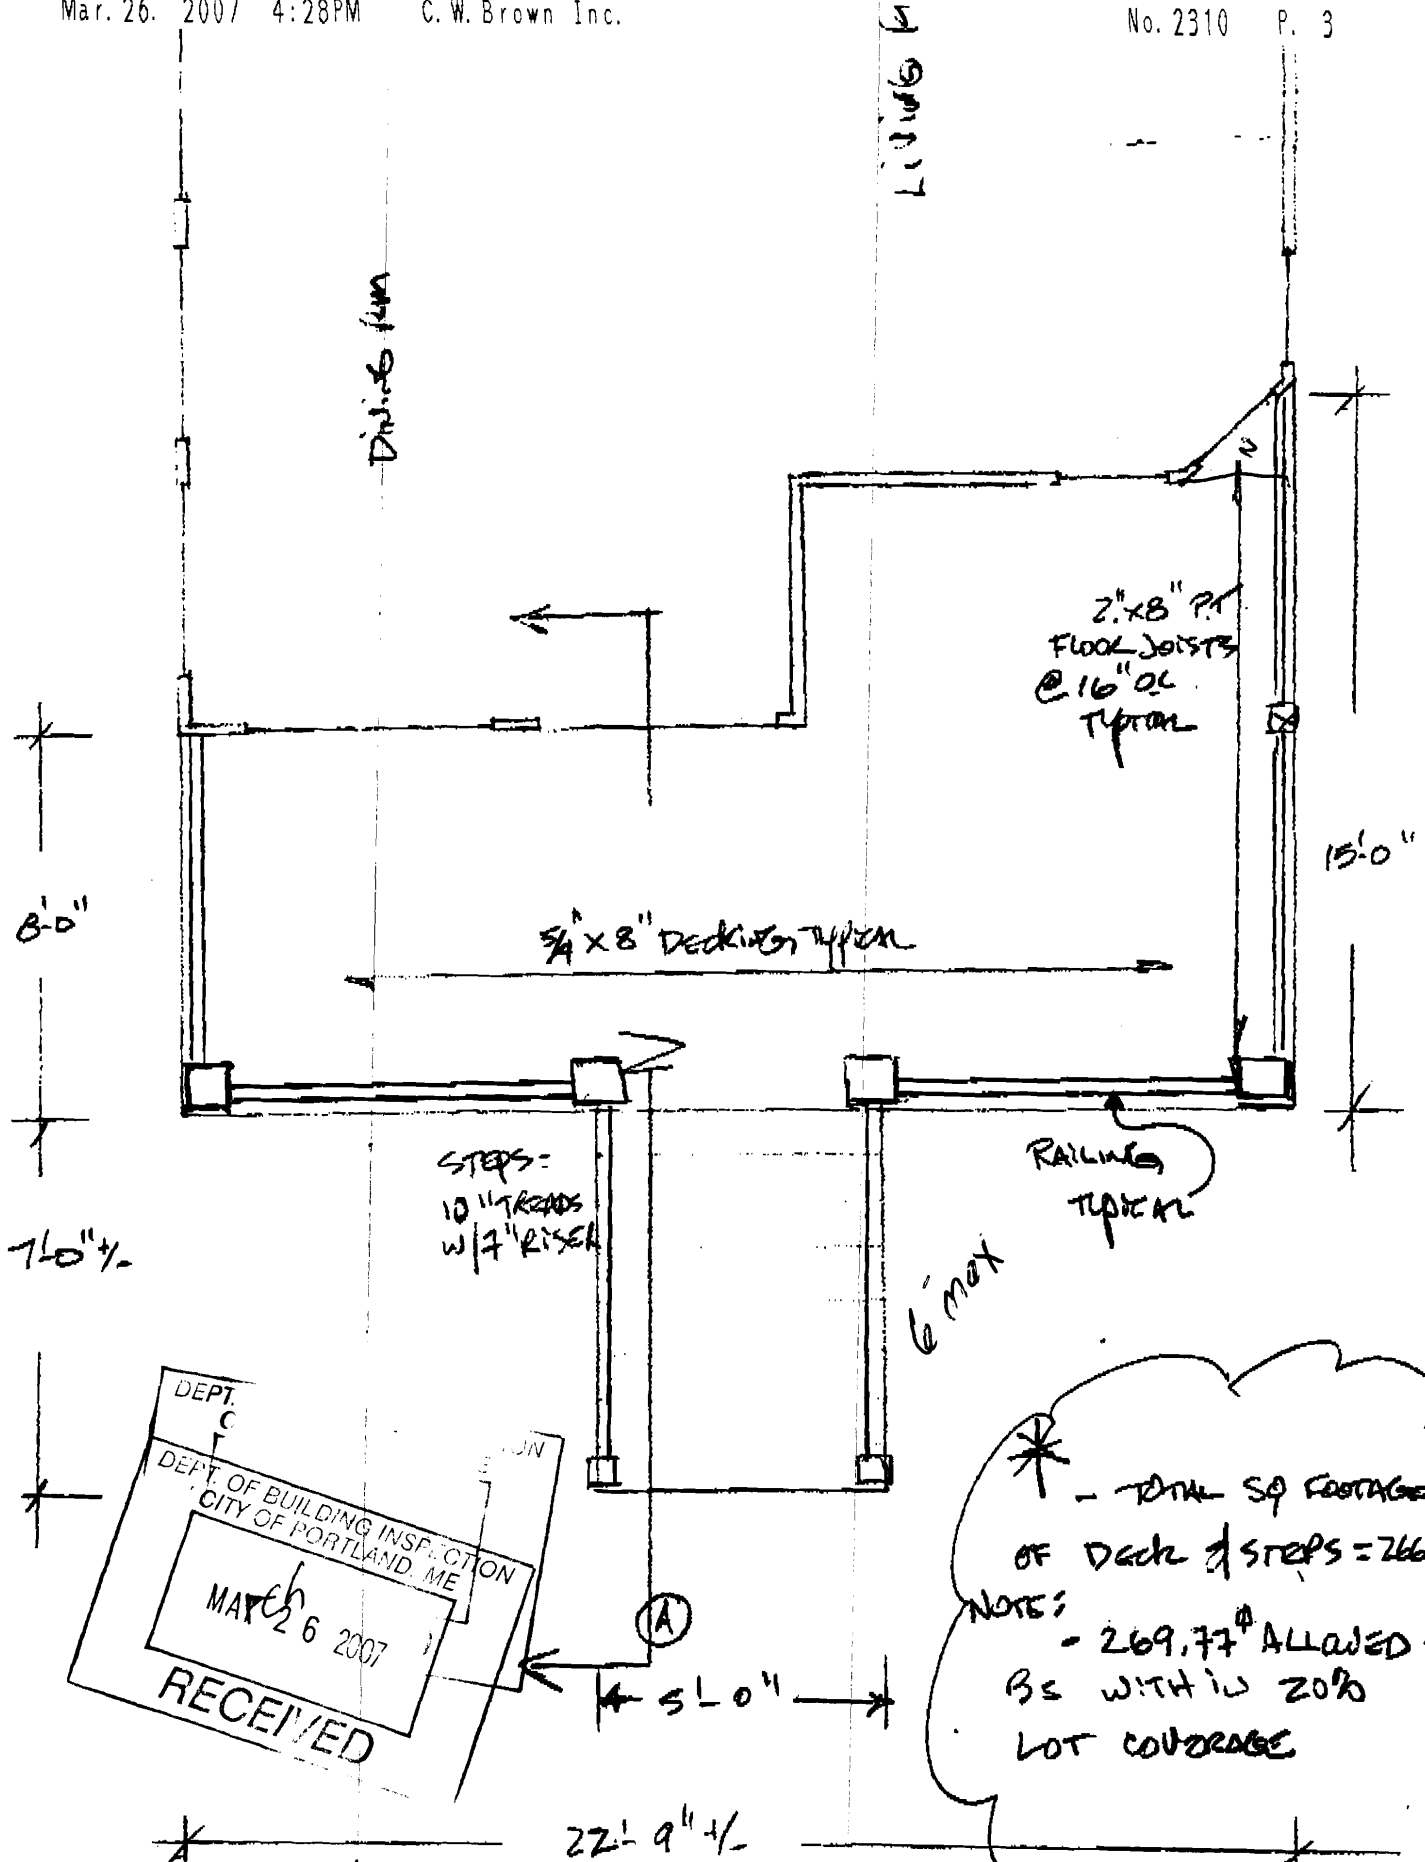 Mar. 26. 2007 4:28PM C. W. Brown Inc. No. 2310 P. 3
LIVING
DiNiNG RM
2"x8" P.T
FLOOR JOISTS
@ 16" OC
TYPICAL
15'-0"
8'-0"
5/4" x 8" DECKING TYPICAL
STEPS=
10" TREADS
W/7" RISER
RAILING
TYPICAL
7'-0" +/-
6' max
DEPT.
DEPT. OF BUILDING INSPECTION
CITY OF PORTLAND, ME
March 26 2007
RECEIVED
A
5'-0"
* - TOTAL SQ FOOTAGE
OF DECK & STEPS = 266
NOTE:
- 269.77 ALLOWED
BS WITHIN 20%
LOT COVERAGE
22'-9" +/-